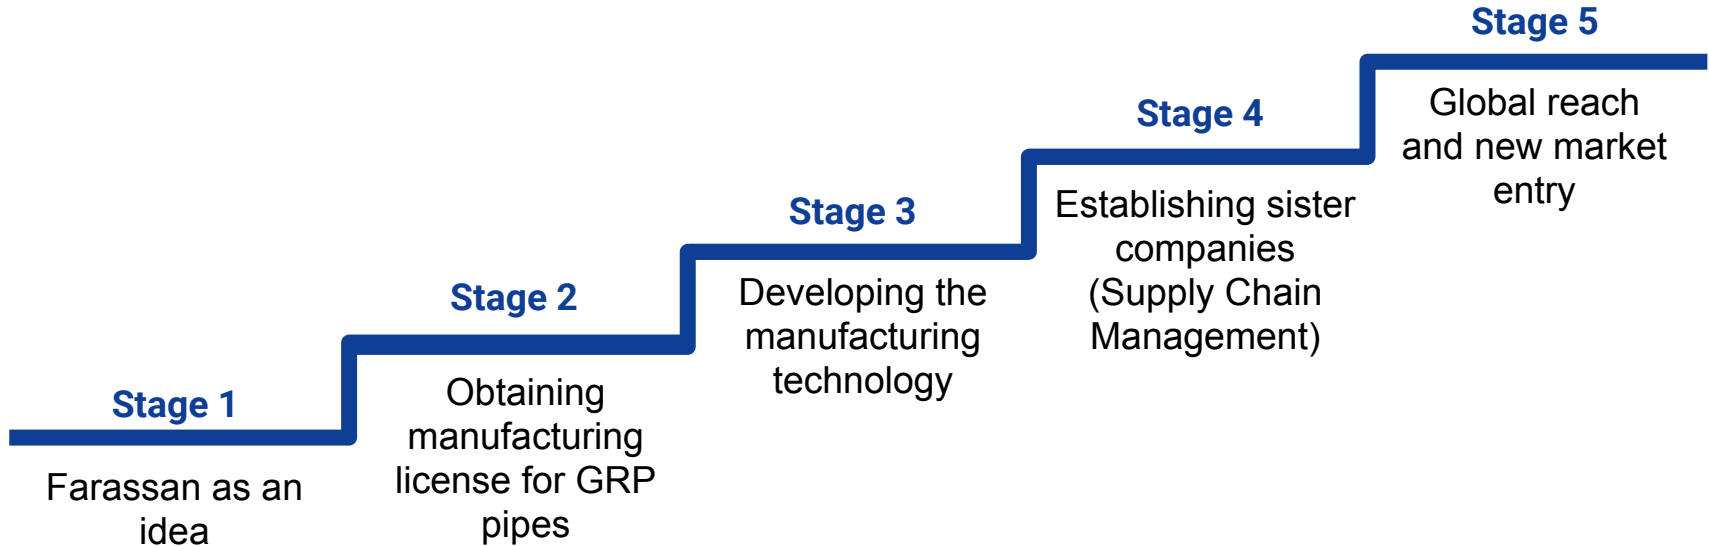 Stage 1
Farassan as an
idea
Stage 2
Obtaining
manufacturing
license for GRP
pipes
Stage 3
Developing the
manufacturing
technology
Stage 4
Establishing sister
companies
(Supply Chain
Management)
Stage 5
Global reach
and new market
entry